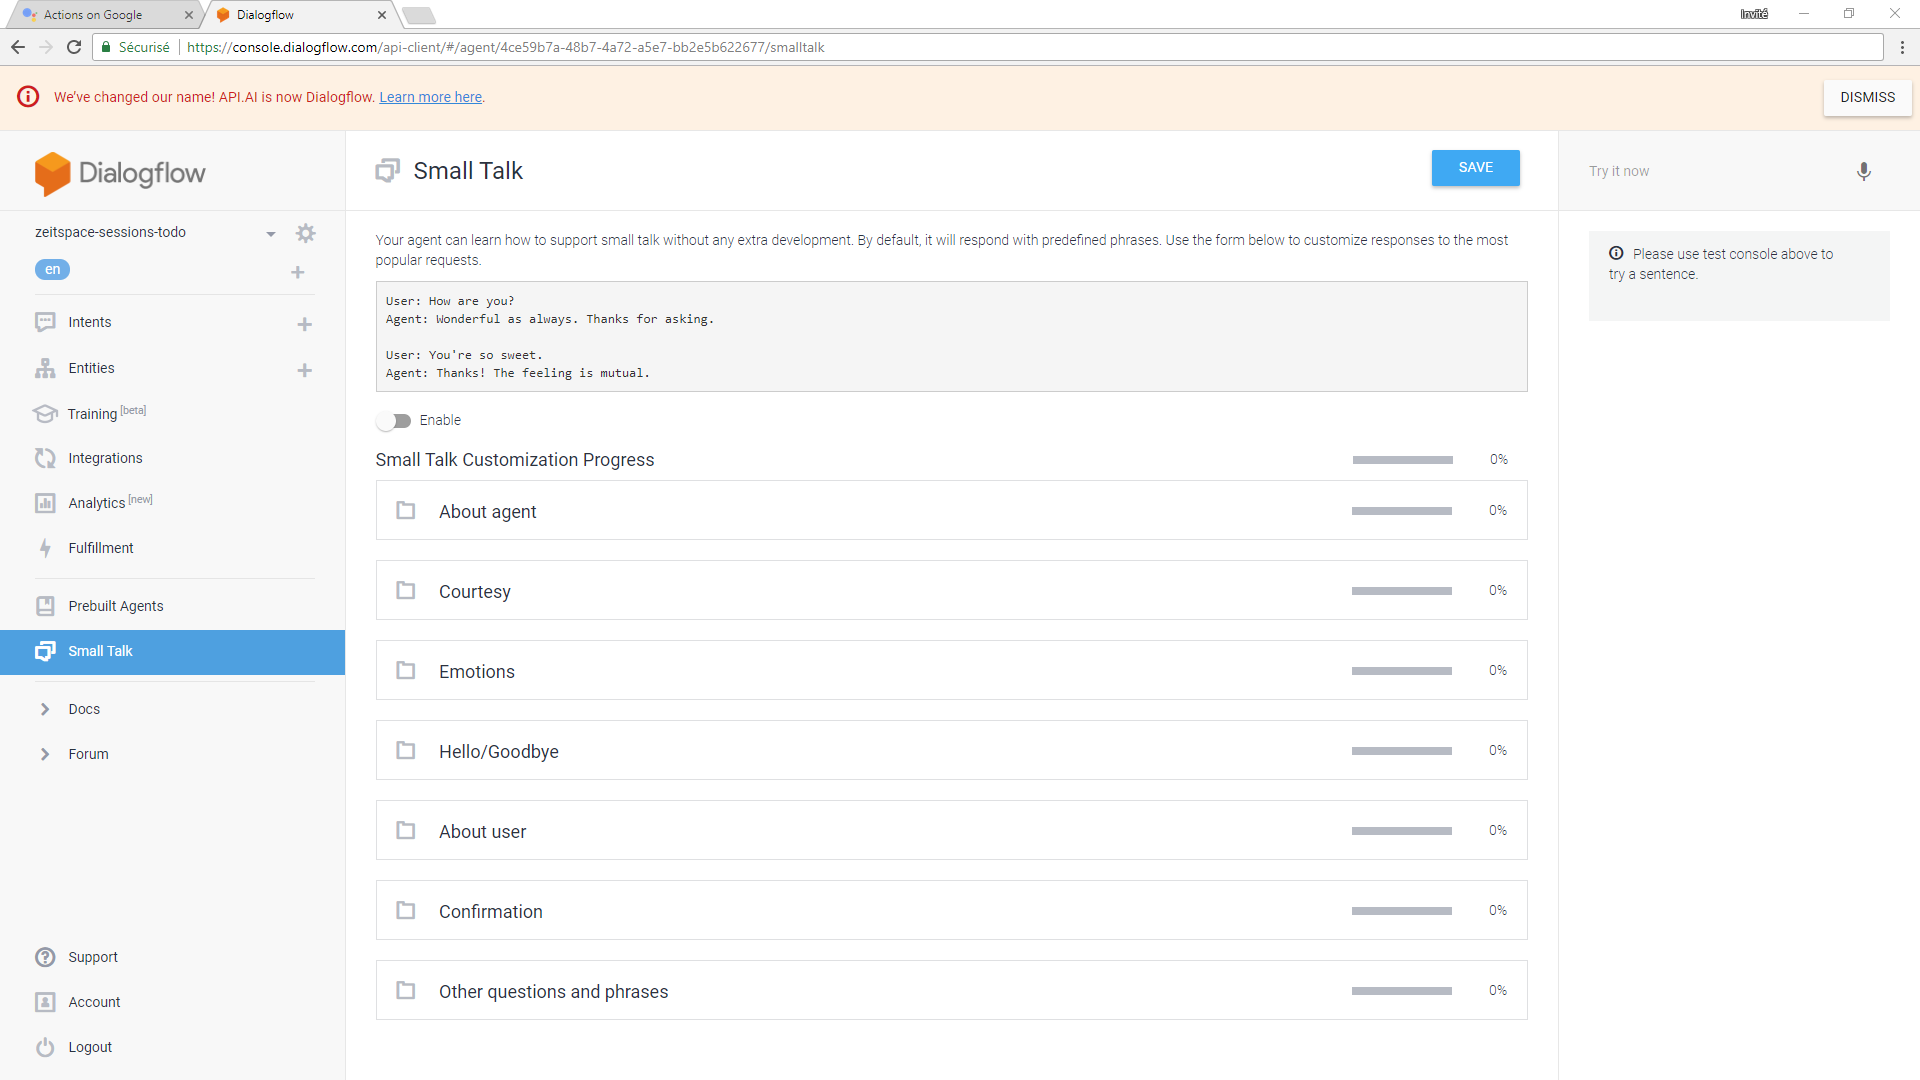 Actions on Google
Dialogflow
Invité
Sécurisé
https://console.dialogflow.com/api-client/#/agent/4ce59b7a-48b7-4a72-a5e7-bb2e5b622677/smalltalk
We've changed our name! API.AI is now Dialogflow. Learn more here.
DISMISS
Dialogflow
Small Talk
SAVE
Try it now
zeitspace-sessions-todo
en
Intents
Entities
Training [beta]
Integrations
Analytics [new]
Fulfillment
Prebuilt Agents
Small Talk
Docs
Forum
Support
Account
Logout
Your agent can learn how to support small talk without any extra development. By default, it will respond with predefined phrases. Use the form below to customize responses to the most
popular requests.
User: How are you?
Agent: Wonderful as always. Thanks for asking.
User: You're so sweet.
Agent: Thanks! The feeling is mutual.
Enable
Small Talk Customization Progress 0%
About agent 0%
Courtesy 0%
Emotions 0%
Hello/Goodbye 0%
About user 0%
Confirmation 0%
Other questions and phrases 0%
Please use test console above to
try a sentence.